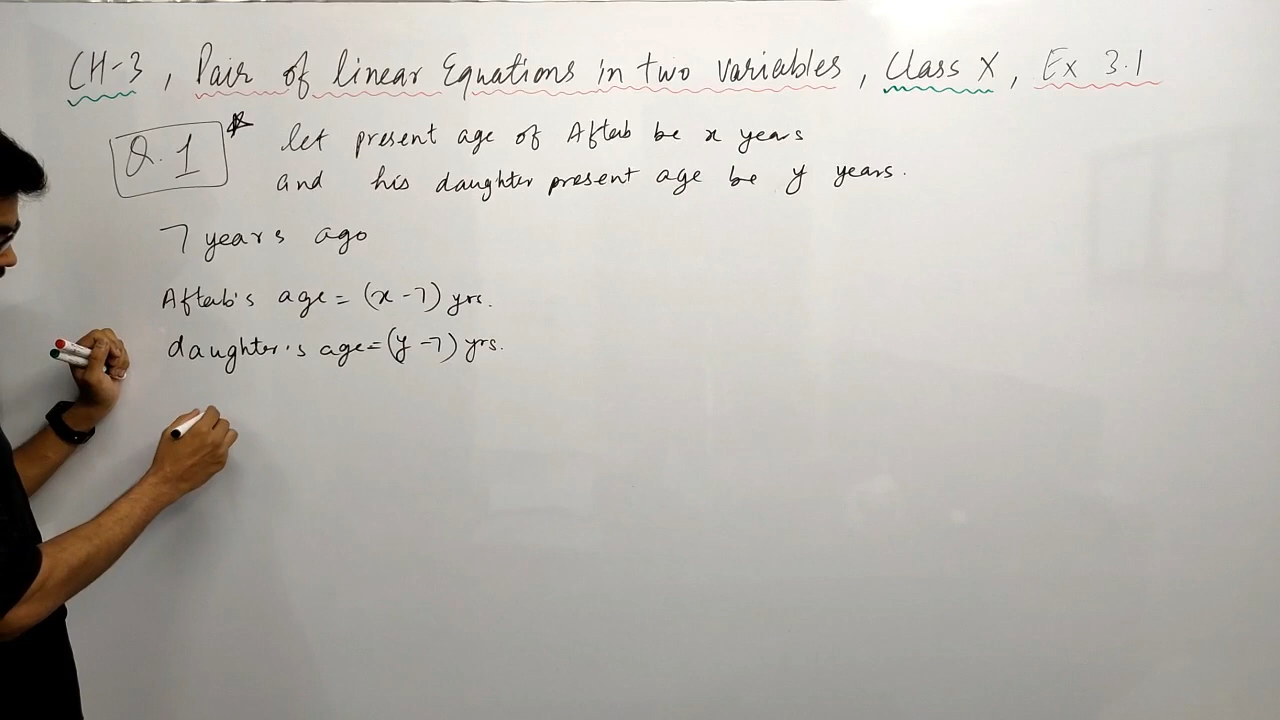 CH-3, Pair of linear Equations in two variables, Class X, Ex 3.1
Q.1 let present age of Aftab be x years
and his daughter present age be y years.
7 years ago
Aftab's age = (x-7) yrs.
daughter's age = (y-7) yrs.